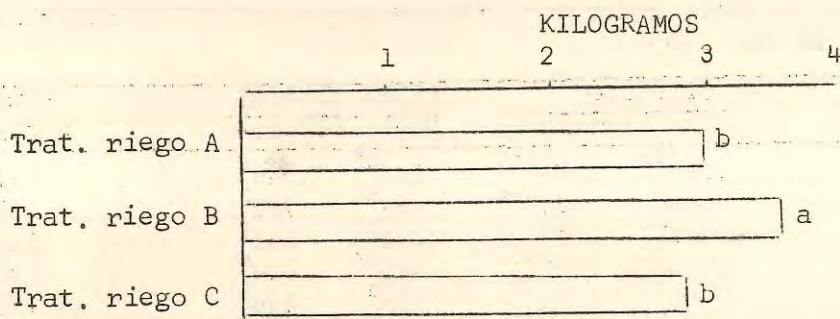 KILOGRAMOS
1 2 3 4
Trat. riego A b
Trat. riego B a
Trat. riego C b